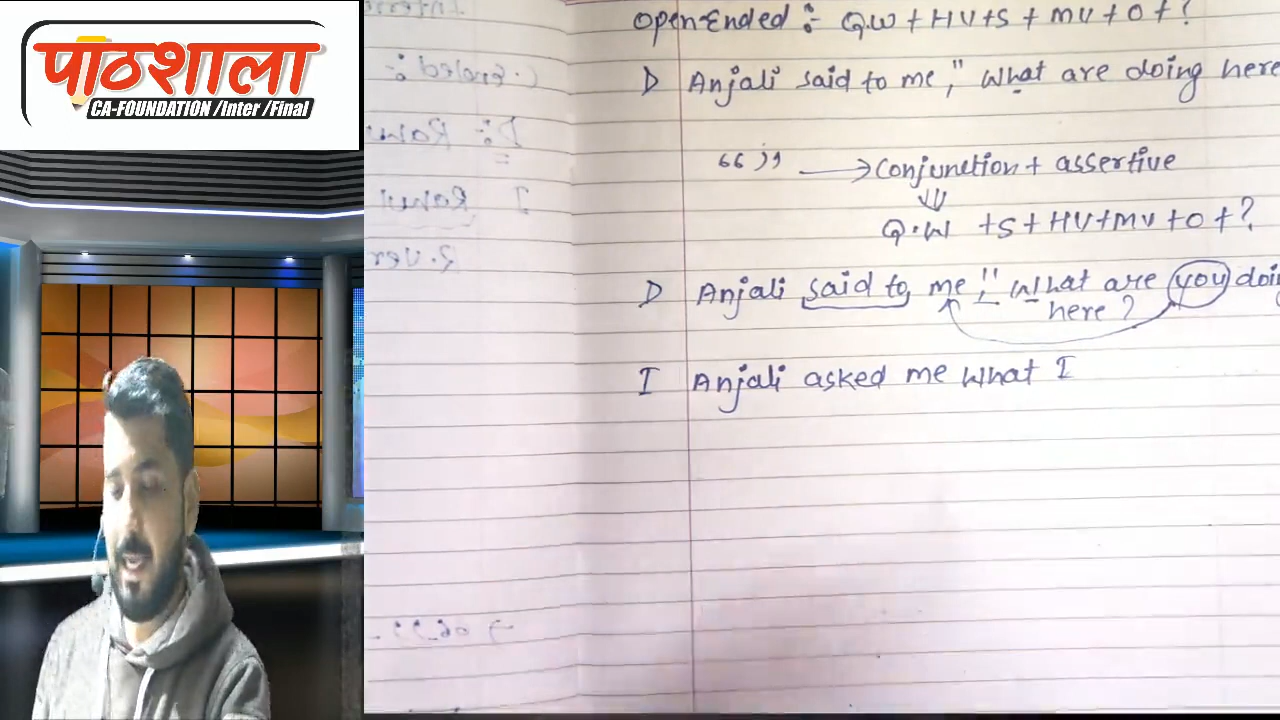 पाठशाला
CA-FOUNDATION /Inter /Final
Open-Ended :- QW + HV + S + MV + O + ?
D Anjali said to me, " What are doing here
“ ” → Conjunction + assertive
Q.W + S + HV + MV + O + ?
D Anjali said to me " What are you doin
here ?
I Anjali asked me what I